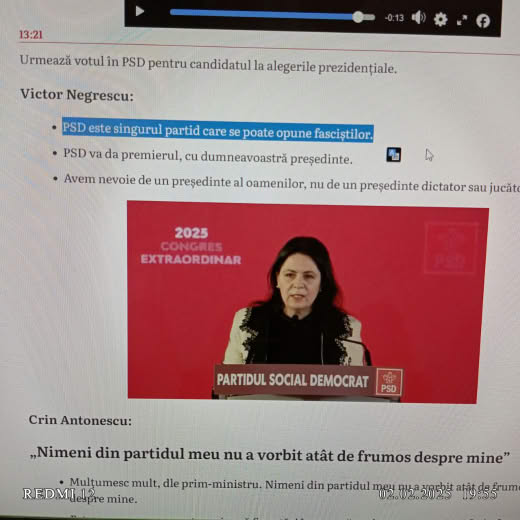 -0:13
13:21
Urmează votul în PSD pentru candidatul la alegerile prezidențiale.
Victor Negrescu:
• PSD este singurul partid care se poate opune fasciștilor.
• PSD va da premierul, cu dumneavoastră președinte.
• Avem nevoie de un președinte al oamenilor, nu de un președinte dictator sau jucăto
2025
CONGRES
EXTRAORDINAR
PSD
PARTIDUL SOCIAL DEMOCRAT
PSD
Crin Antonescu:
„Nimeni din partidul meu nu a vorbit atât de frumos despre mine”
• Mulțumesc mult, dle prim-ministru. Nimeni din partidul meu nu a vorbit atât de frum
despre mine.
REDMI 12
02.02.2025 19:55